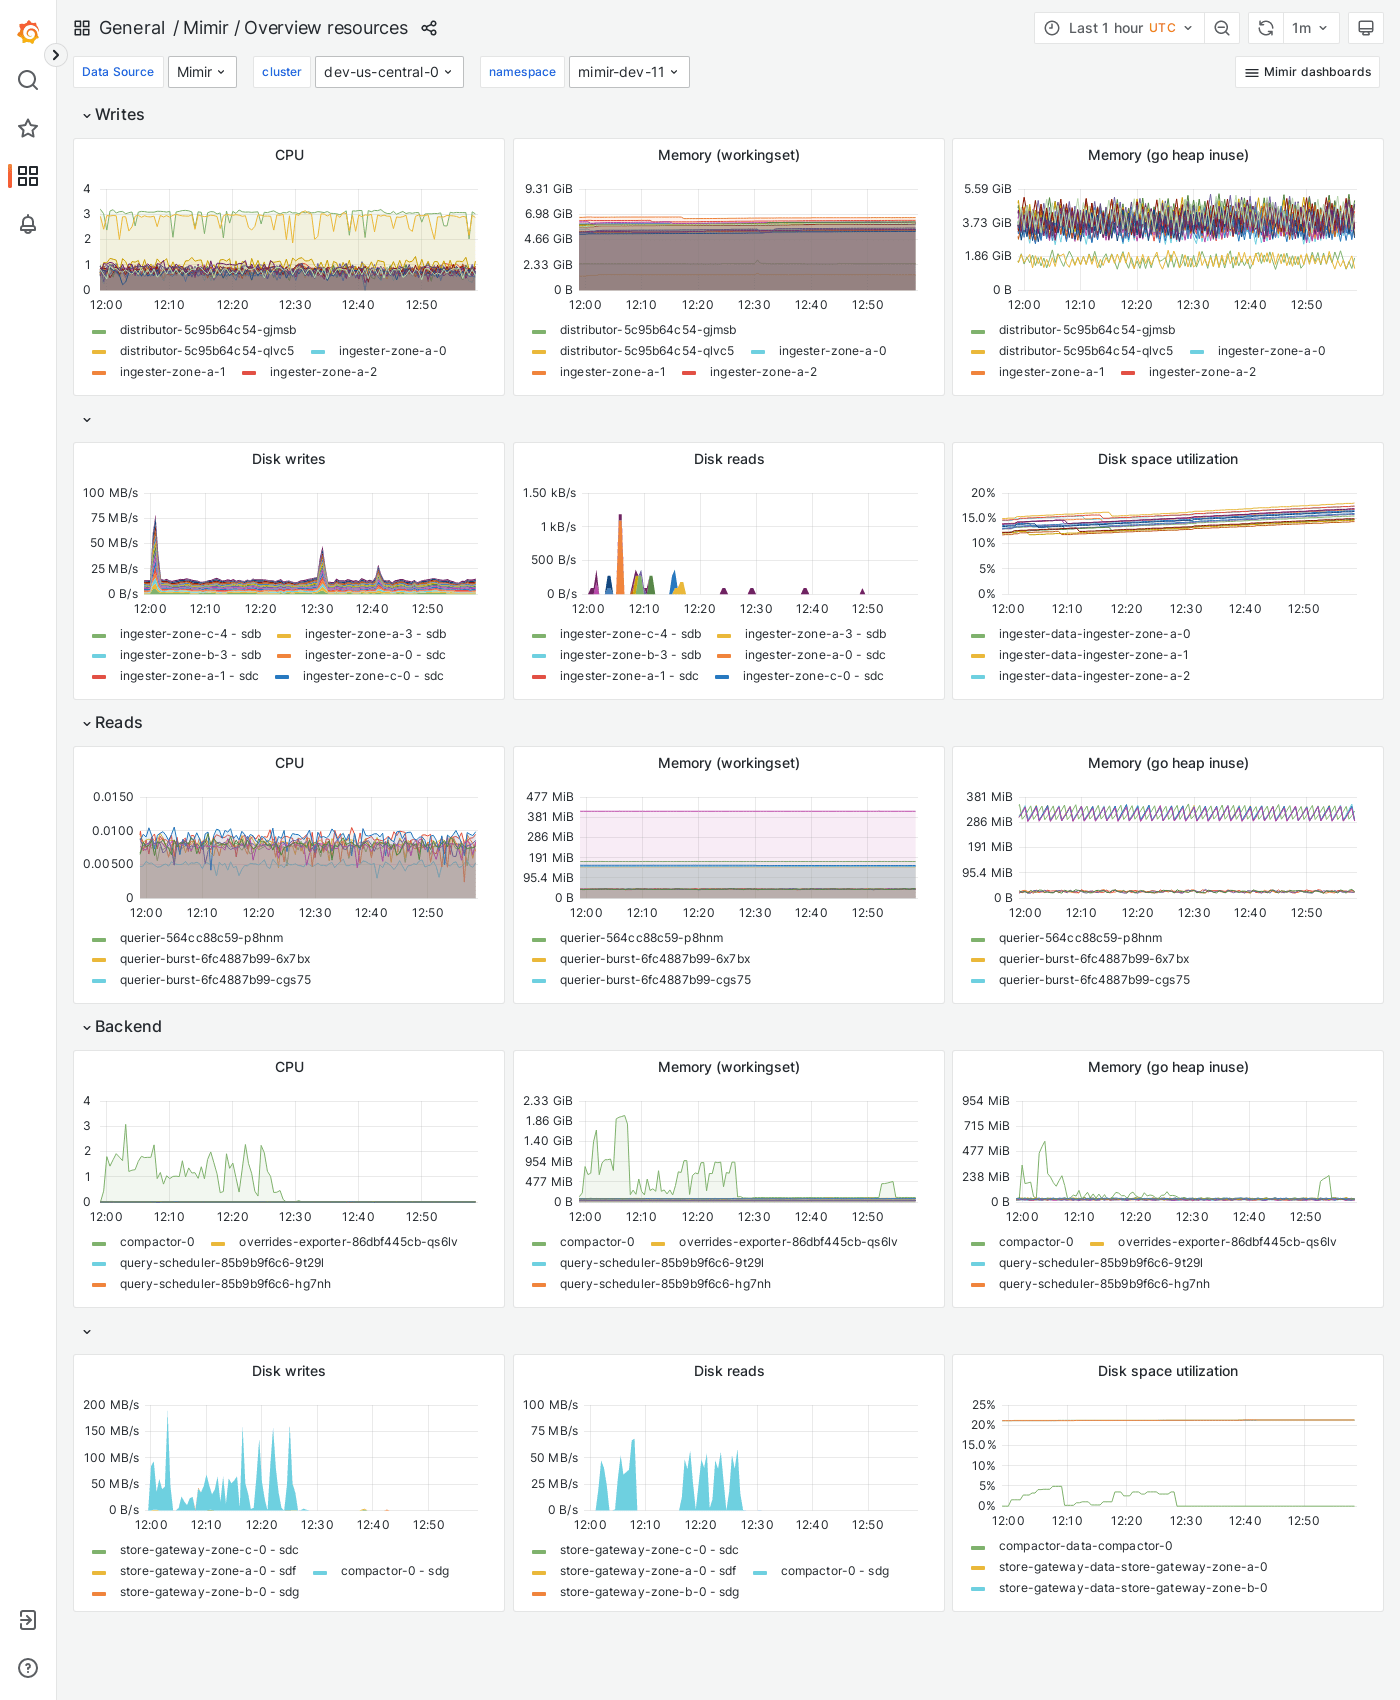 General / Mimir / Overview resources
Last 1 hour UTC
1m
Data Source Mimir
cluster dev-us-central-0
namespace mimir-dev-11
Mimir dashboards
Writes
CPU
4
3
2
1
0
12:00 12:10 12:20 12:30 12:40 12:50
distributor-5c95b64c54-gjmsb
distributor-5c95b64c54-qlvc5 ingester-zone-a-0
ingester-zone-a-1 ingester-zone-a-2
Memory (workingset)
9.31 GiB
6.98 GiB
4.66 GiB
2.33 GiB
0 B
12:00 12:10 12:20 12:30 12:40 12:50
distributor-5c95b64c54-gjmsb
distributor-5c95b64c54-qlvc5 ingester-zone-a-0
ingester-zone-a-1 ingester-zone-a-2
Memory (go heap inuse)
5.59 GiB
3.73 GiB
1.86 GiB
0 B
12:00 12:10 12:20 12:30 12:40 12:50
distributor-5c95b64c54-gjmsb
distributor-5c95b64c54-qlvc5 ingester-zone-a-0
ingester-zone-a-1 ingester-zone-a-2
Disk writes
100 MB/s
75 MB/s
50 MB/s
25 MB/s
0 B/s
12:00 12:10 12:20 12:30 12:40 12:50
ingester-zone-c-4 - sdb ingester-zone-a-3 - sdb
ingester-zone-b-3 - sdb ingester-zone-a-0 - sdc
ingester-zone-a-1 - sdc ingester-zone-c-0 - sdc
Disk reads
1.50 kB/s
1 kB/s
500 B/s
0 B/s
12:00 12:10 12:20 12:30 12:40 12:50
ingester-zone-c-4 - sdb ingester-zone-a-3 - sdb
ingester-zone-b-3 - sdb ingester-zone-a-0 - sdc
ingester-zone-a-1 - sdc ingester-zone-c-0 - sdc
Disk space utilization
20%
15.0%
10%
5%
0%
12:00 12:10 12:20 12:30 12:40 12:50
ingester-data-ingester-zone-a-0
ingester-data-ingester-zone-a-1
ingester-data-ingester-zone-a-2
Reads
CPU
0.0150
0.0100
0.00500
0
12:00 12:10 12:20 12:30 12:40 12:50
querier-564cc88c59-p8hnm
querier-burst-6fc4887b99-6x7bx
querier-burst-6fc4887b99-cgs75
Memory (workingset)
477 MiB
381 MiB
286 MiB
191 MiB
95.4 MiB
0 B
12:00 12:10 12:20 12:30 12:40 12:50
querier-564cc88c59-p8hnm
querier-burst-6fc4887b99-6x7bx
querier-burst-6fc4887b99-cgs75
Memory (go heap inuse)
381 MiB
286 MiB
191 MiB
95.4 MiB
0 B
12:00 12:10 12:20 12:30 12:40 12:50
querier-564cc88c59-p8hnm
querier-burst-6fc4887b99-6x7bx
querier-burst-6fc4887b99-cgs75
Backend
CPU
4
3
2
1
0
12:00 12:10 12:20 12:30 12:40 12:50
compactor-0 overrides-exporter-86dbf445cb-qs6lv
query-scheduler-85b9b9f6c6-9t29l
query-scheduler-85b9b9f6c6-hg7nh
Memory (workingset)
2.33 GiB
1.86 GiB
1.40 GiB
954 MiB
477 MiB
0 B
12:00 12:10 12:20 12:30 12:40 12:50
compactor-0 overrides-exporter-86dbf445cb-qs6lv
query-scheduler-85b9b9f6c6-9t29l
query-scheduler-85b9b9f6c6-hg7nh
Memory (go heap inuse)
954 MiB
715 MiB
477 MiB
238 MiB
0 B
12:00 12:10 12:20 12:30 12:40 12:50
compactor-0 overrides-exporter-86dbf445cb-qs6lv
query-scheduler-85b9b9f6c6-9t29l
query-scheduler-85b9b9f6c6-hg7nh
Disk writes
200 MB/s
150 MB/s
100 MB/s
50 MB/s
0 B/s
12:00 12:10 12:20 12:30 12:40 12:50
store-gateway-zone-c-0 - sdc
store-gateway-zone-a-0 - sdf compactor-0 - sdg
store-gateway-zone-b-0 - sdg
Disk reads
100 MB/s
75 MB/s
50 MB/s
25 MB/s
0 B/s
12:00 12:10 12:20 12:30 12:40 12:50
store-gateway-zone-c-0 - sdc
store-gateway-zone-a-0 - sdf compactor-0 - sdg
store-gateway-zone-b-0 - sdg
Disk space utilization
25%
20%
15.0%
10%
5%
0%
12:00 12:10 12:20 12:30 12:40 12:50
compactor-data-compactor-0
store-gateway-data-store-gateway-zone-a-0
store-gateway-data-store-gateway-zone-b-0